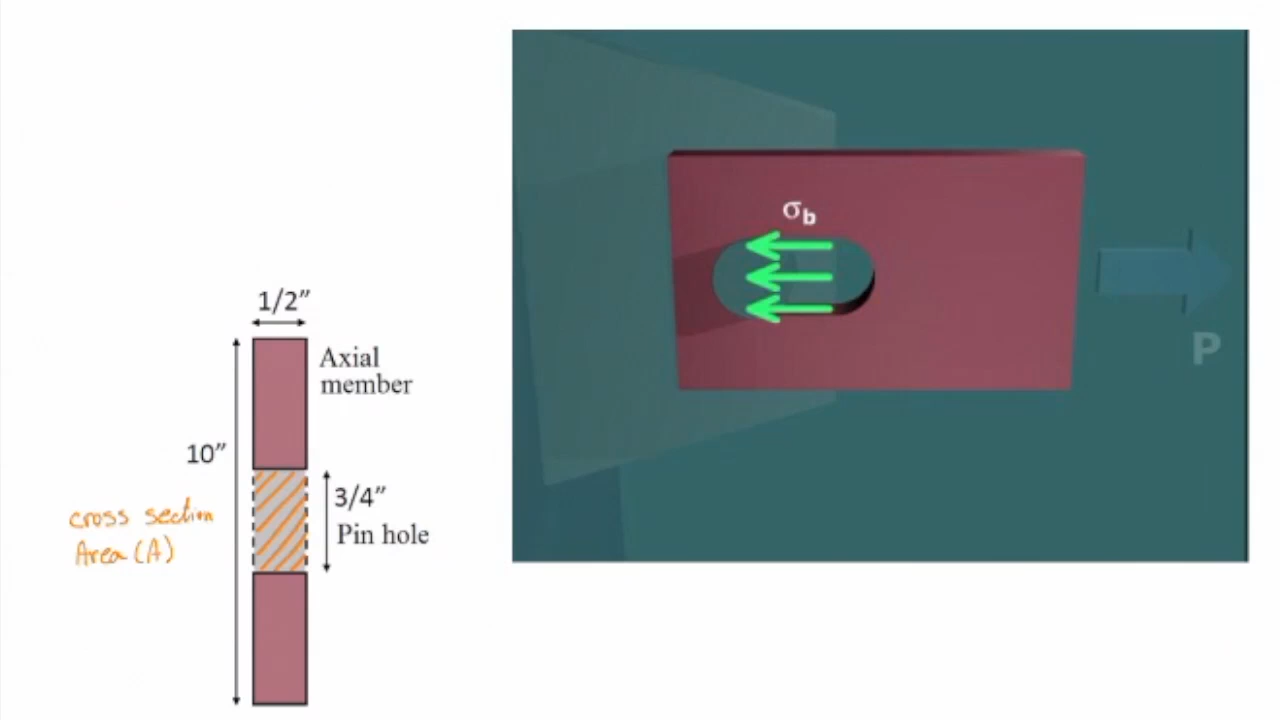 σb
P
1/2”
Axial
member
10”
3/4”
Pin hole
cross section
Area (A)